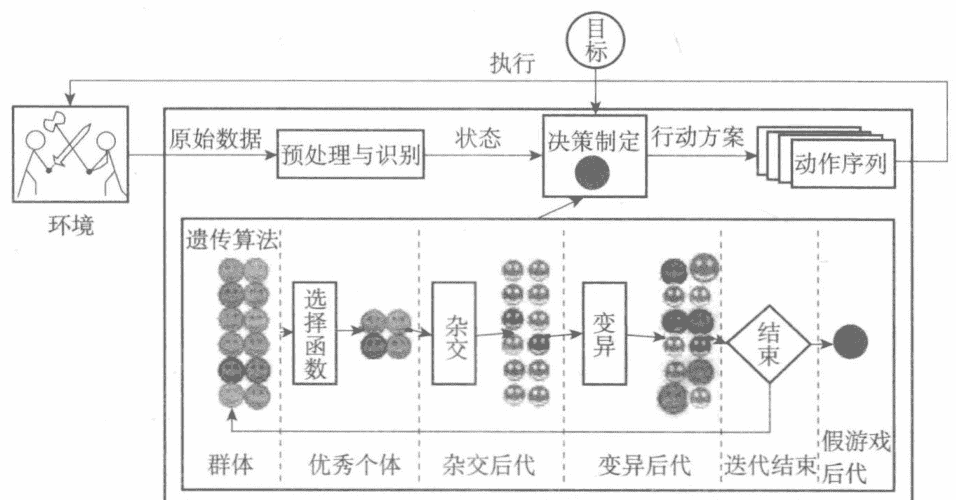 目标
执行
原始数据
预处理与识别
状态
决策制定
行动方案
动作序列
环境
遗传算法
选择函数
杂交
变异
结束
群体
优秀个体
杂交后代
变异后代
迭代结束
假游戏
后代